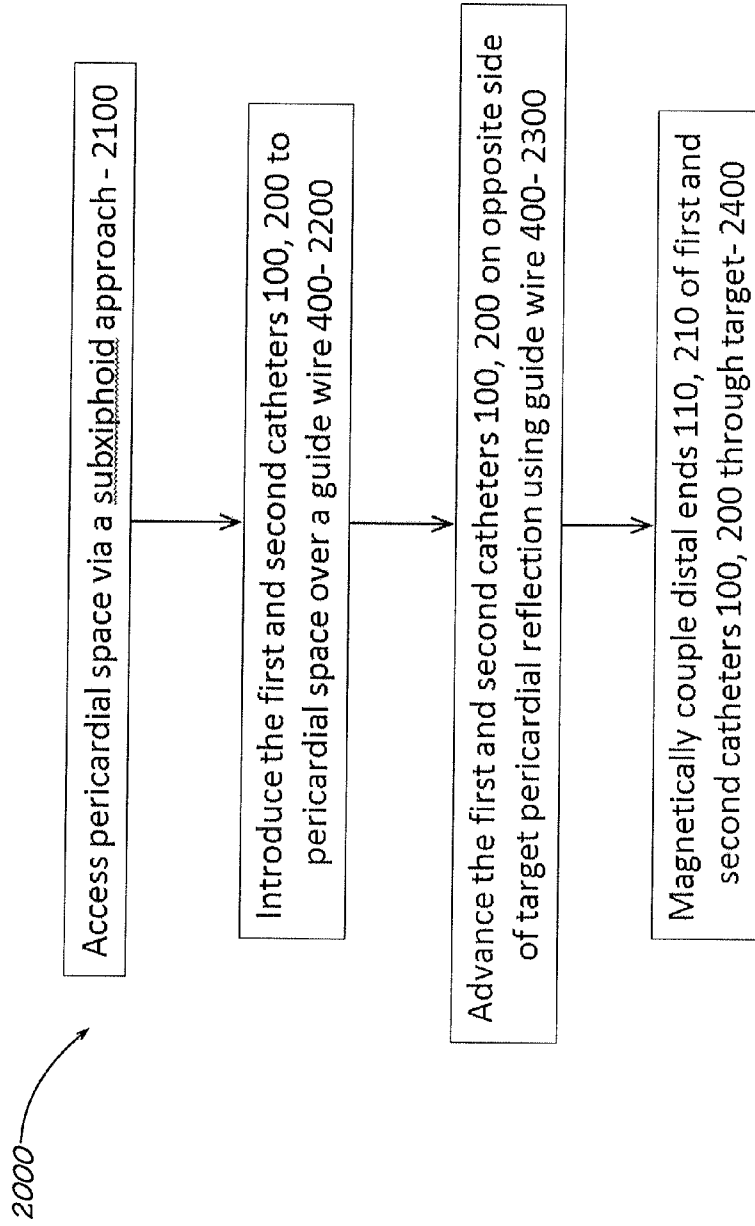 2000
Access pericardial space via a subxiphoid approach - 2100
Introduce the first and second catheters 100, 200 to
pericardial space over a guide wire 400- 2200
Advance the first and second catheters 100, 200 on opposite side
of target pericardial reflection using guide wire 400- 2300
Magnetically couple distal ends 110, 210 of first and
second catheters 100, 200 through target- 2400